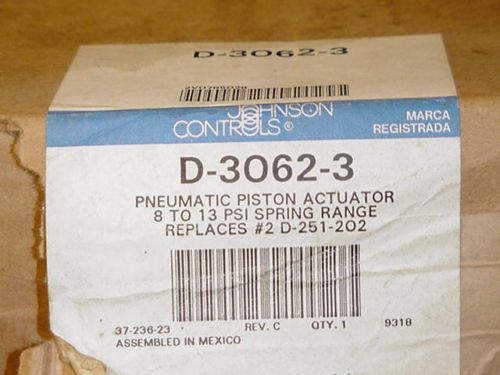 D-3062-3
JOHNSON
CONTROLS®
MARCA
REGISTRADA
D-3062-3
PNEUMATIC PISTON ACTUATOR
8 TO 13 PSI SPRING RANGE
REPLACES #2 D-251-202
37-236-23 REV. C QTY. 1 9318
ASSEMBLED IN MEXICO